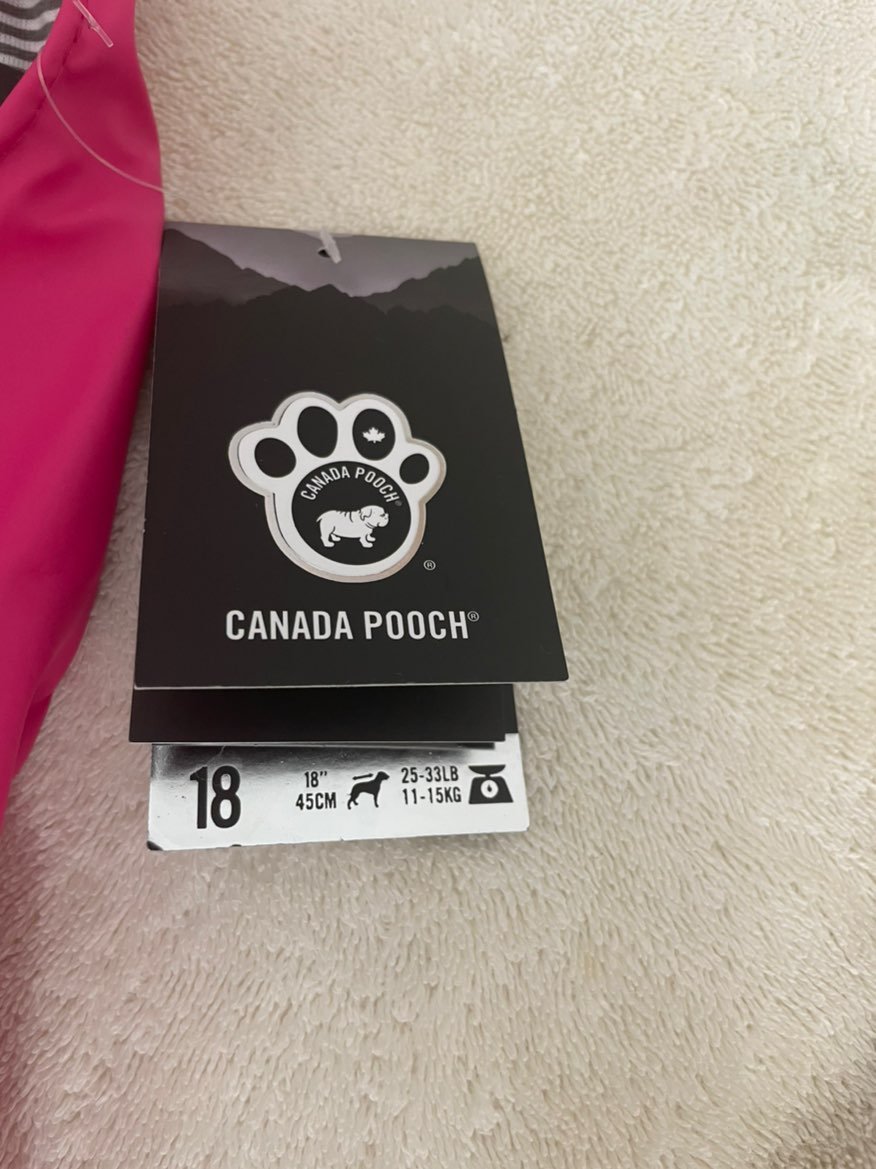 CANADA POOCH®
®
CANADA POOCH®
18
18"
45CM
25-33LB
11-15KG